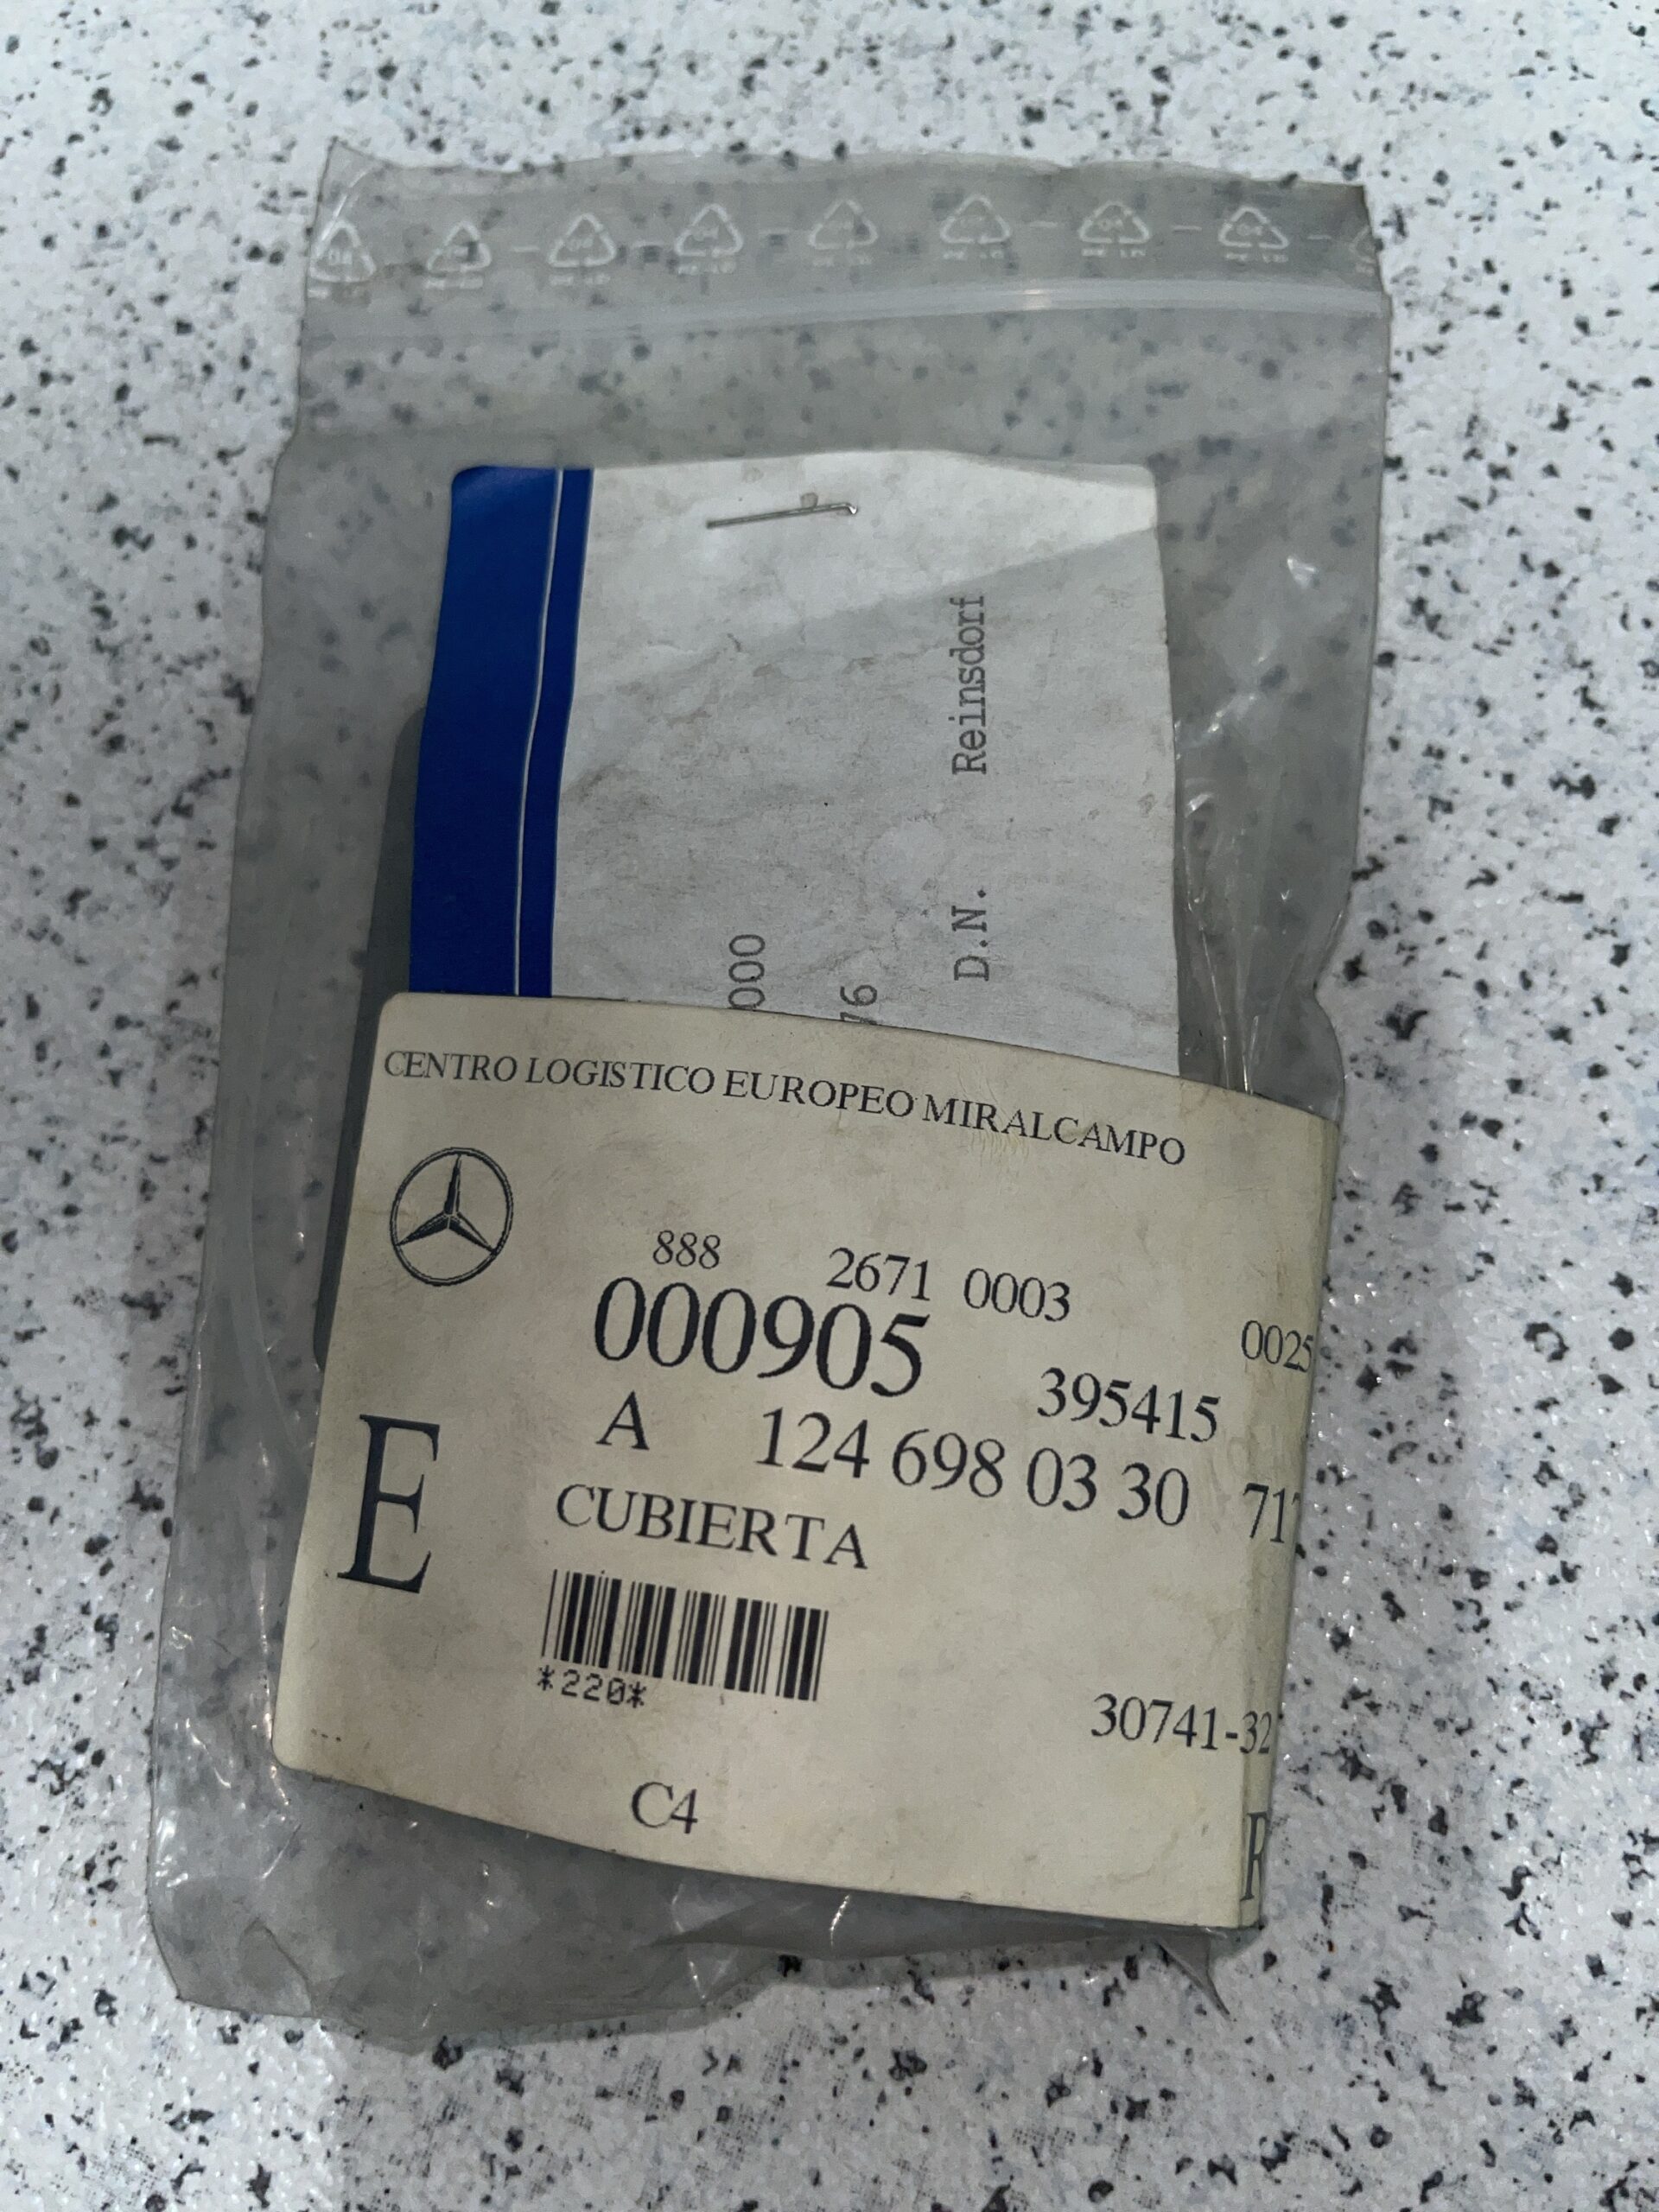 Reinsdorf
D.N.
000
76
CENTRO LOGISTICO EUROPEO MIRALCAMPO
888 2671 0003 0025
000905 395415
A 124 698 03 30 71
CUBIERTA
E
*220*
30741-32
C4
R